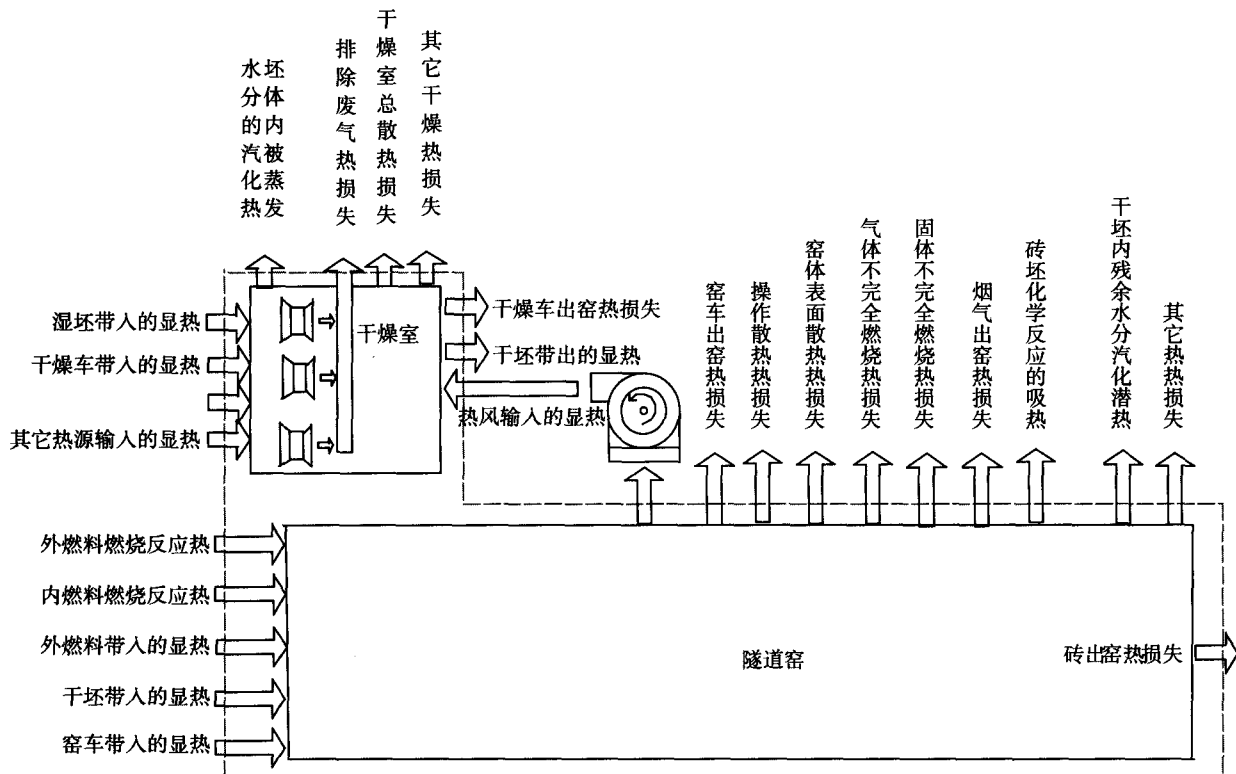 坯体内被蒸发
水分的汽化热
排除废气热损失
干燥室总散热损失
其它干燥热损失
湿坯带入的显热
干燥车带入的显热
其它热源输入的显热
干燥室
干燥车出窑热损失
干坯带出的显热
热风输入的显热
窑车出窑热损失
操作散热热损失
窑体表面散热热损失
气体不完全燃烧热损失
固体不完全燃烧热损失
烟气出窑热损失
砖坯化学反应的吸热
干坯内残余水分汽化潜热
其它热热损失
外燃料燃烧反应热
内燃料燃烧反应热
外燃料带入的显热
干坯带入的显热
窑车带入的显热
隧道窑
砖出窑热损失